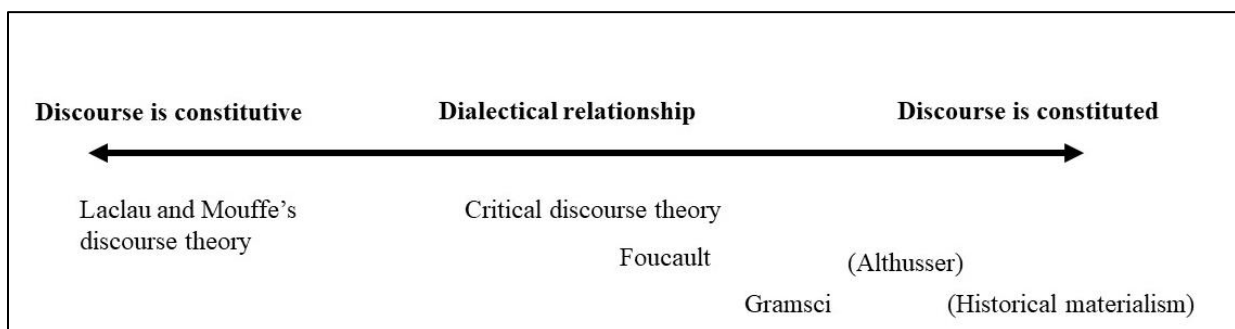 Discourse is constitutive Dialectical relationship Discourse is constituted
Laclau and Mouffe’s
discourse theory
Critical discourse theory
Foucault
(Althusser)
Gramsci
(Historical materialism)